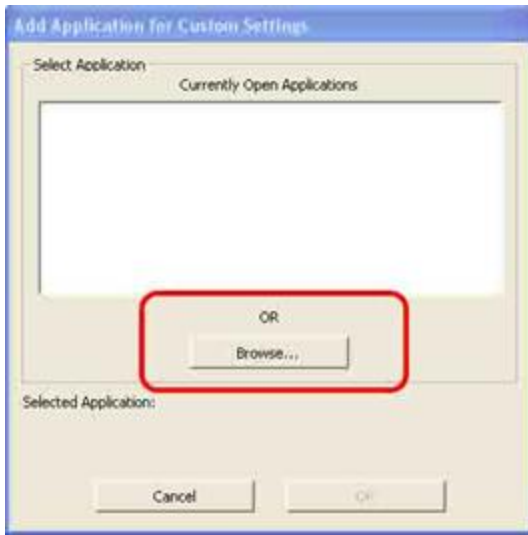 Add Application for Custom Settings
Select Application
Currently Open Applications
OR
Browse...
Selected Application:
Cancel
OK